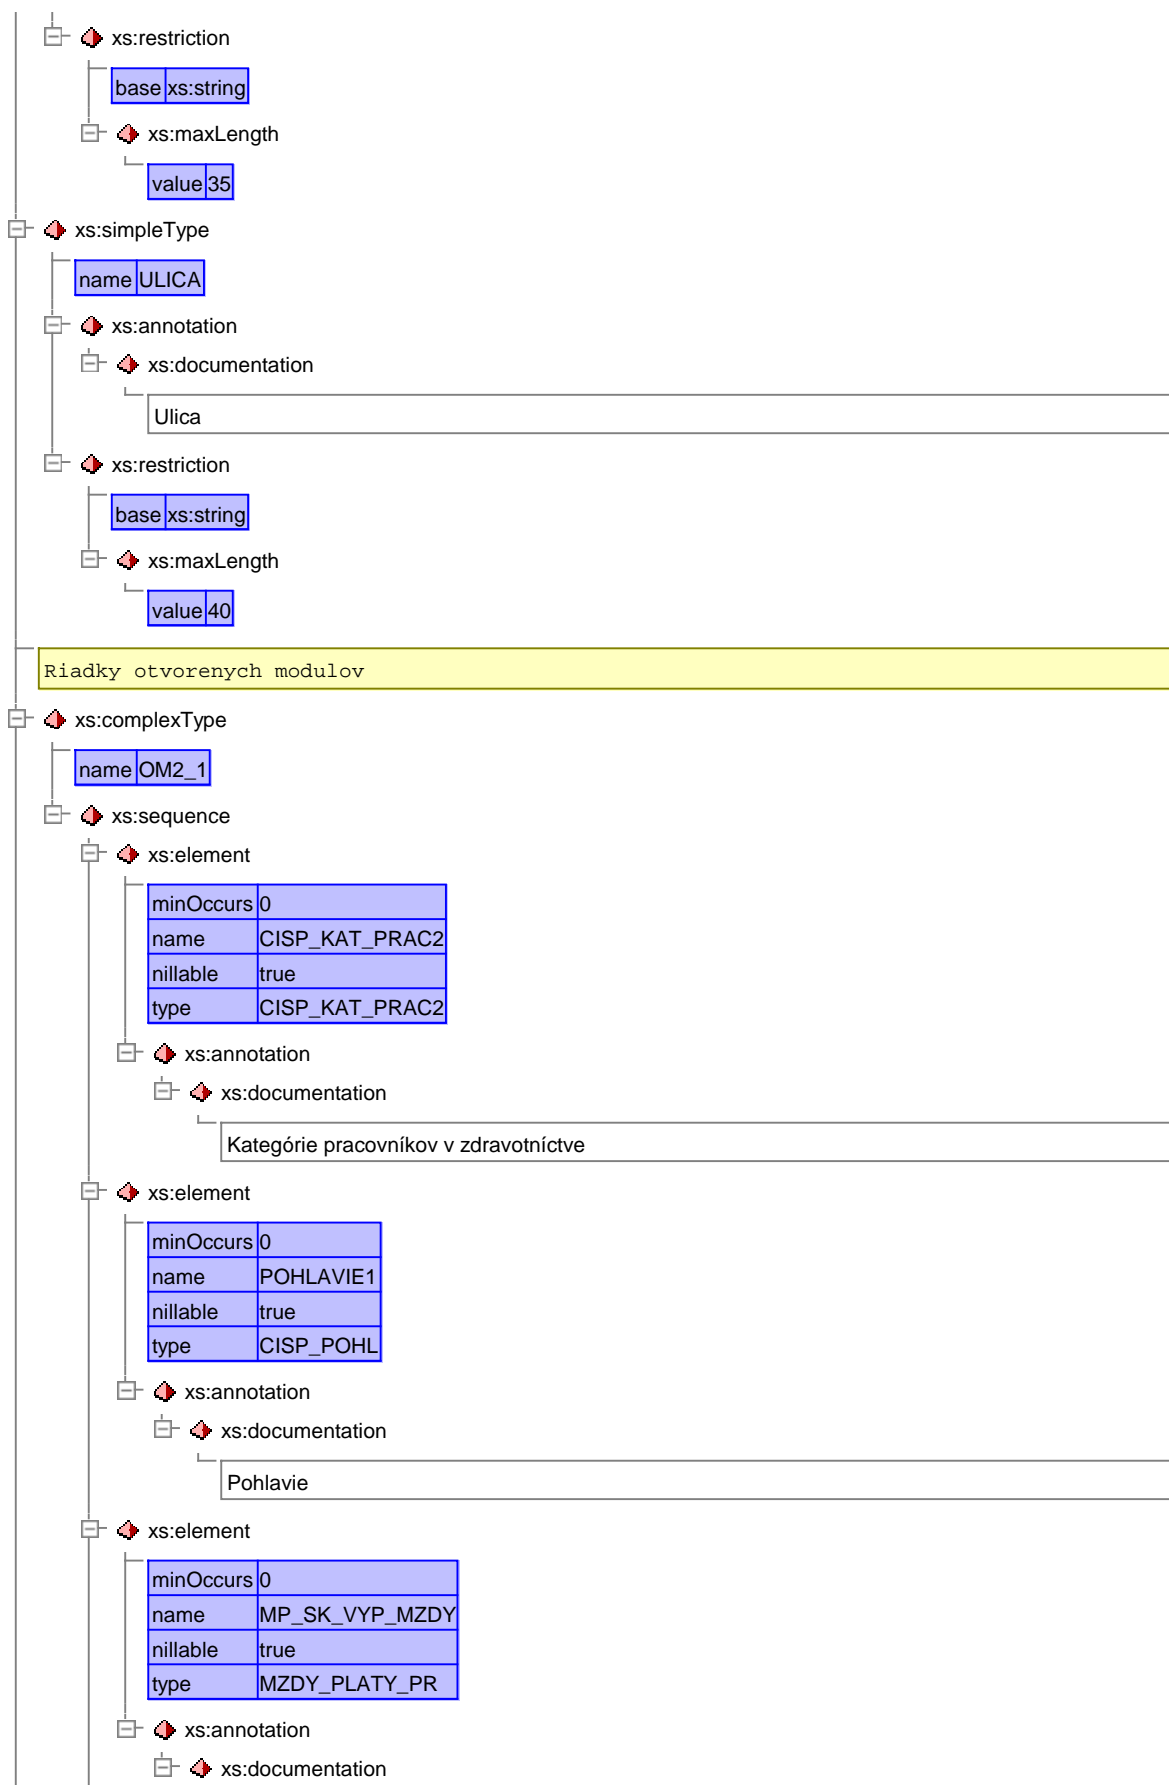 xs:restriction
base xs:string
xs:maxLength
value 35
xs:simpleType
name ULICA
xs:annotation
xs:documentation
Ulica
xs:restriction
base xs:string
xs:maxLength
value 40
Riadky otvorenych modulov
xs:complexType
name OM2_1
xs:sequence
xs:element
minOccurs 0
name CISP_KAT_PRAC2
nillable true
type CISP_KAT_PRAC2
xs:annotation
xs:documentation
Kategórie pracovníkov v zdravotníctve
xs:element
minOccurs 0
name POHLAVIE1
nillable true
type CISP_POHL
xs:annotation
xs:documentation
Pohlavie
xs:element
minOccurs 0
name MP_SK_VYP_MZDY
nillable true
type MZDY_PLATY_PR
xs:annotation
xs:documentation